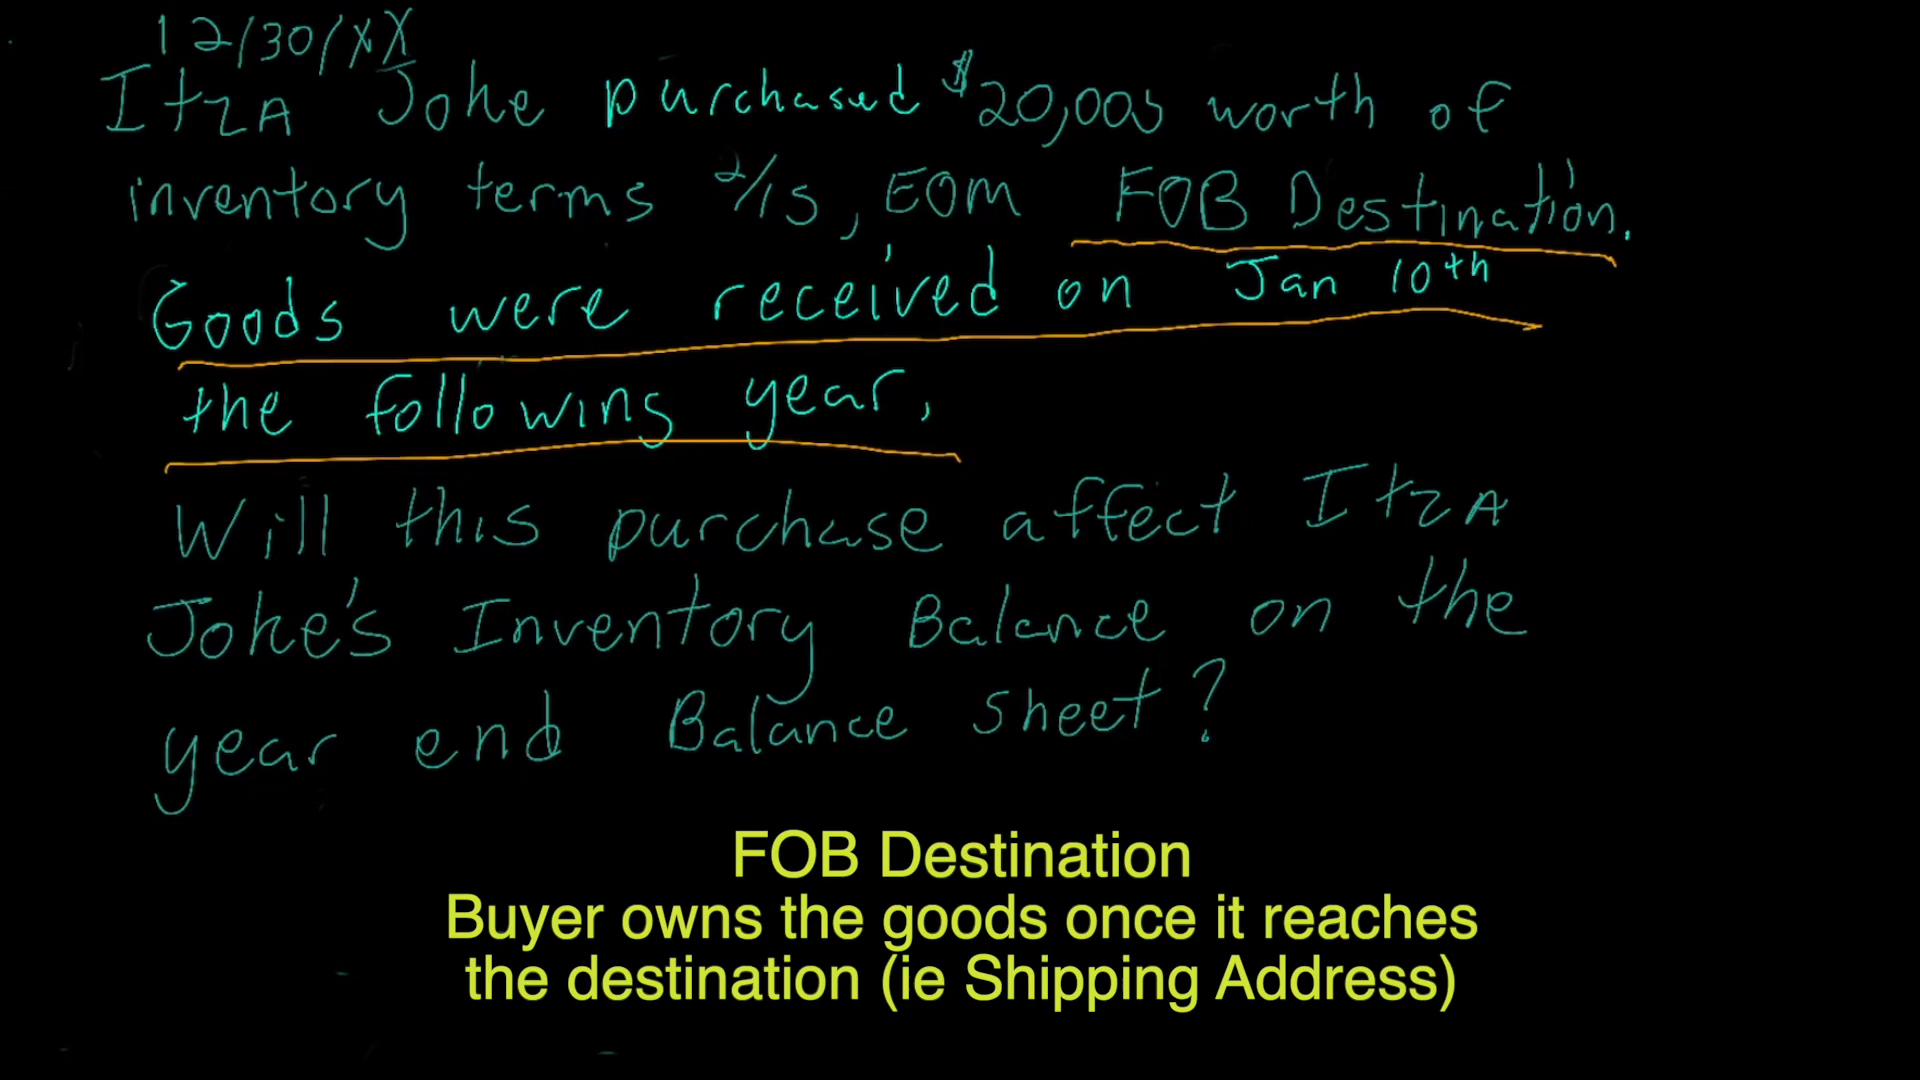 12/30/XX
ItzA Joke purchased $20,000 worth of
inventory terms 2/15, EOM FOB Destination.
Goods were received on Jan 10th
the following year.
Will this purchase affect ItzA
Joke's Inventory Balance on the
year end Balance sheet?
FOB Destination
Buyer owns the goods once it reaches
the destination (ie Shipping Address)